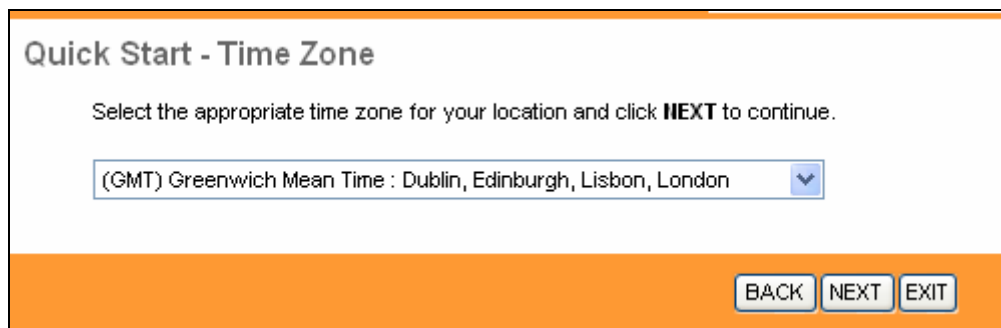 Quick Start - Time Zone
Select the appropriate time zone for your location and click NEXT to continue.
(GMT) Greenwich Mean Time : Dublin, Edinburgh, Lisbon, London
BACK NEXT EXIT